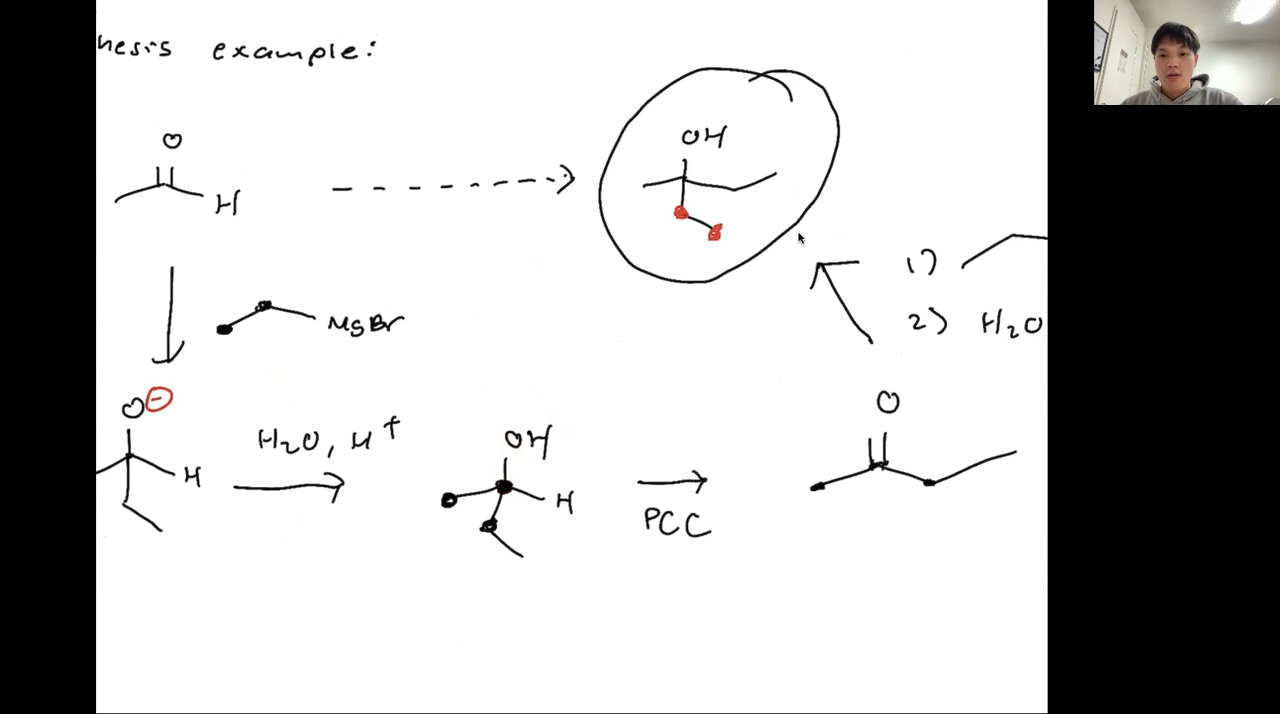 hesis example:
O
H
OH
MgBr
1)
2) H2O
O⊖
H
H2O, H+
OH
H
PCC
O